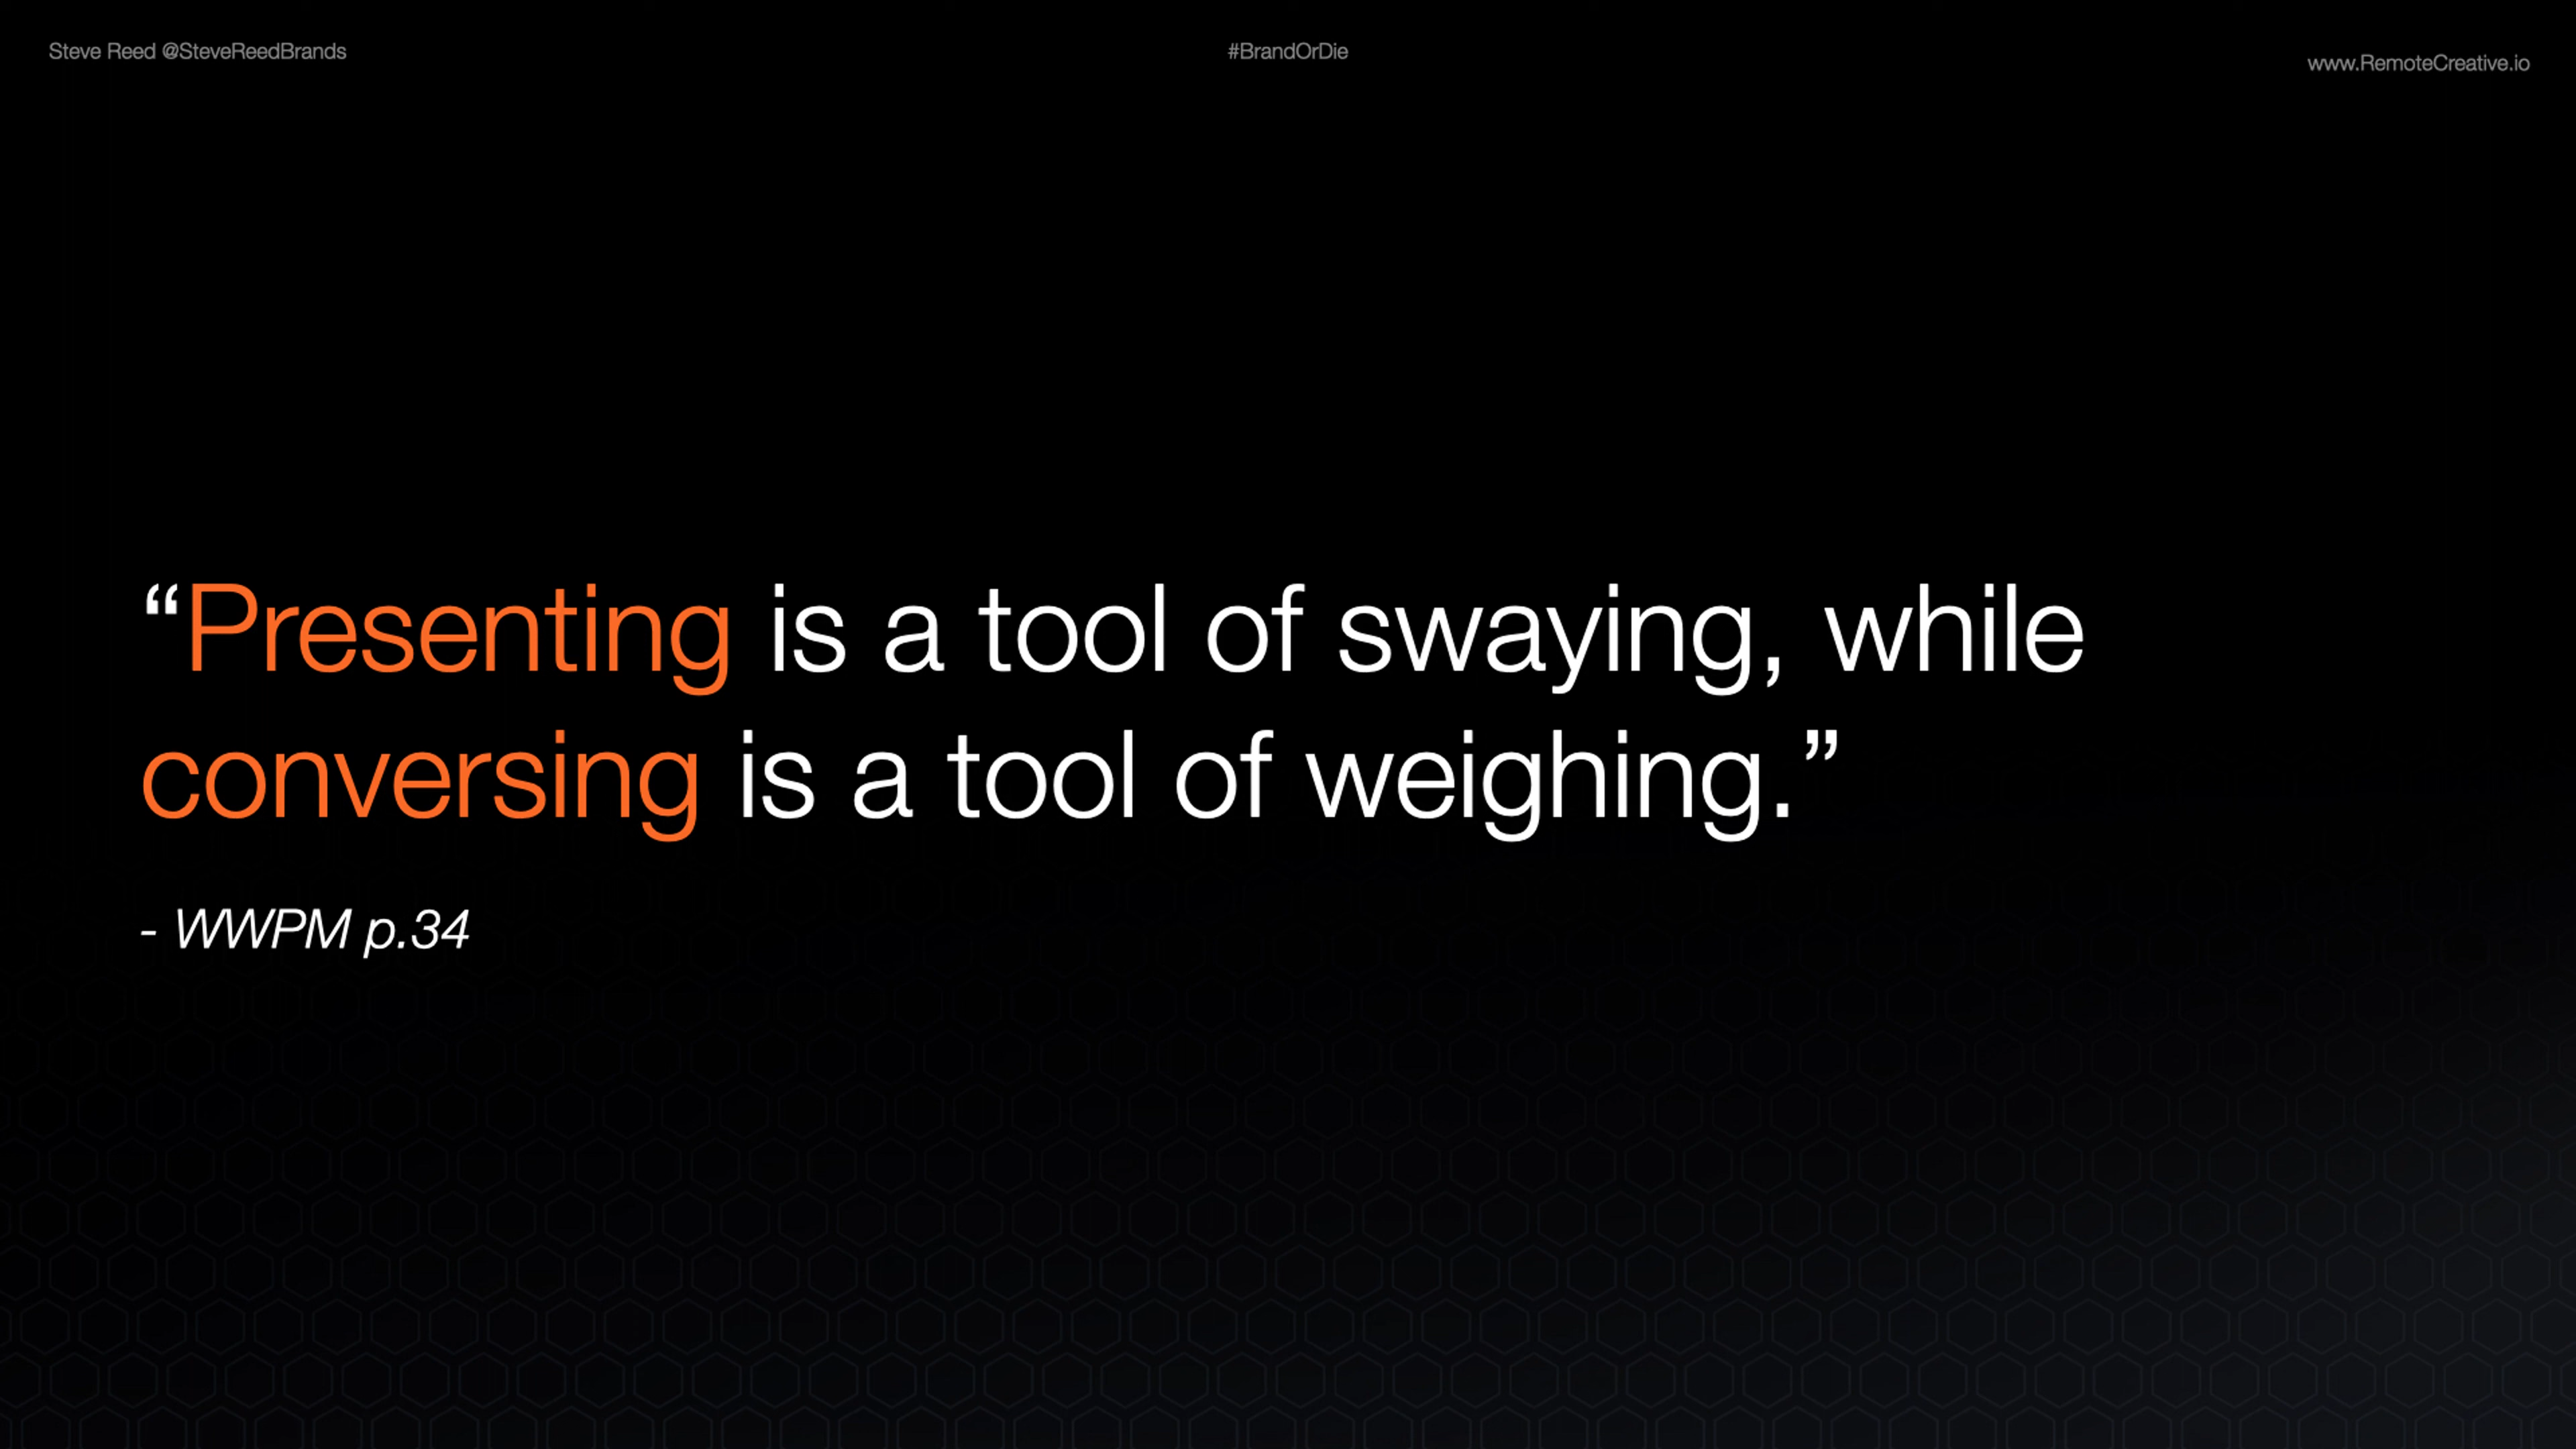 Steve Reed @SteveReedBrands
#BrandOrDie
www.RemoteCreative.io
“Presenting is a tool of swaying, while
conversing is a tool of weighing.”
- WWPM p.34